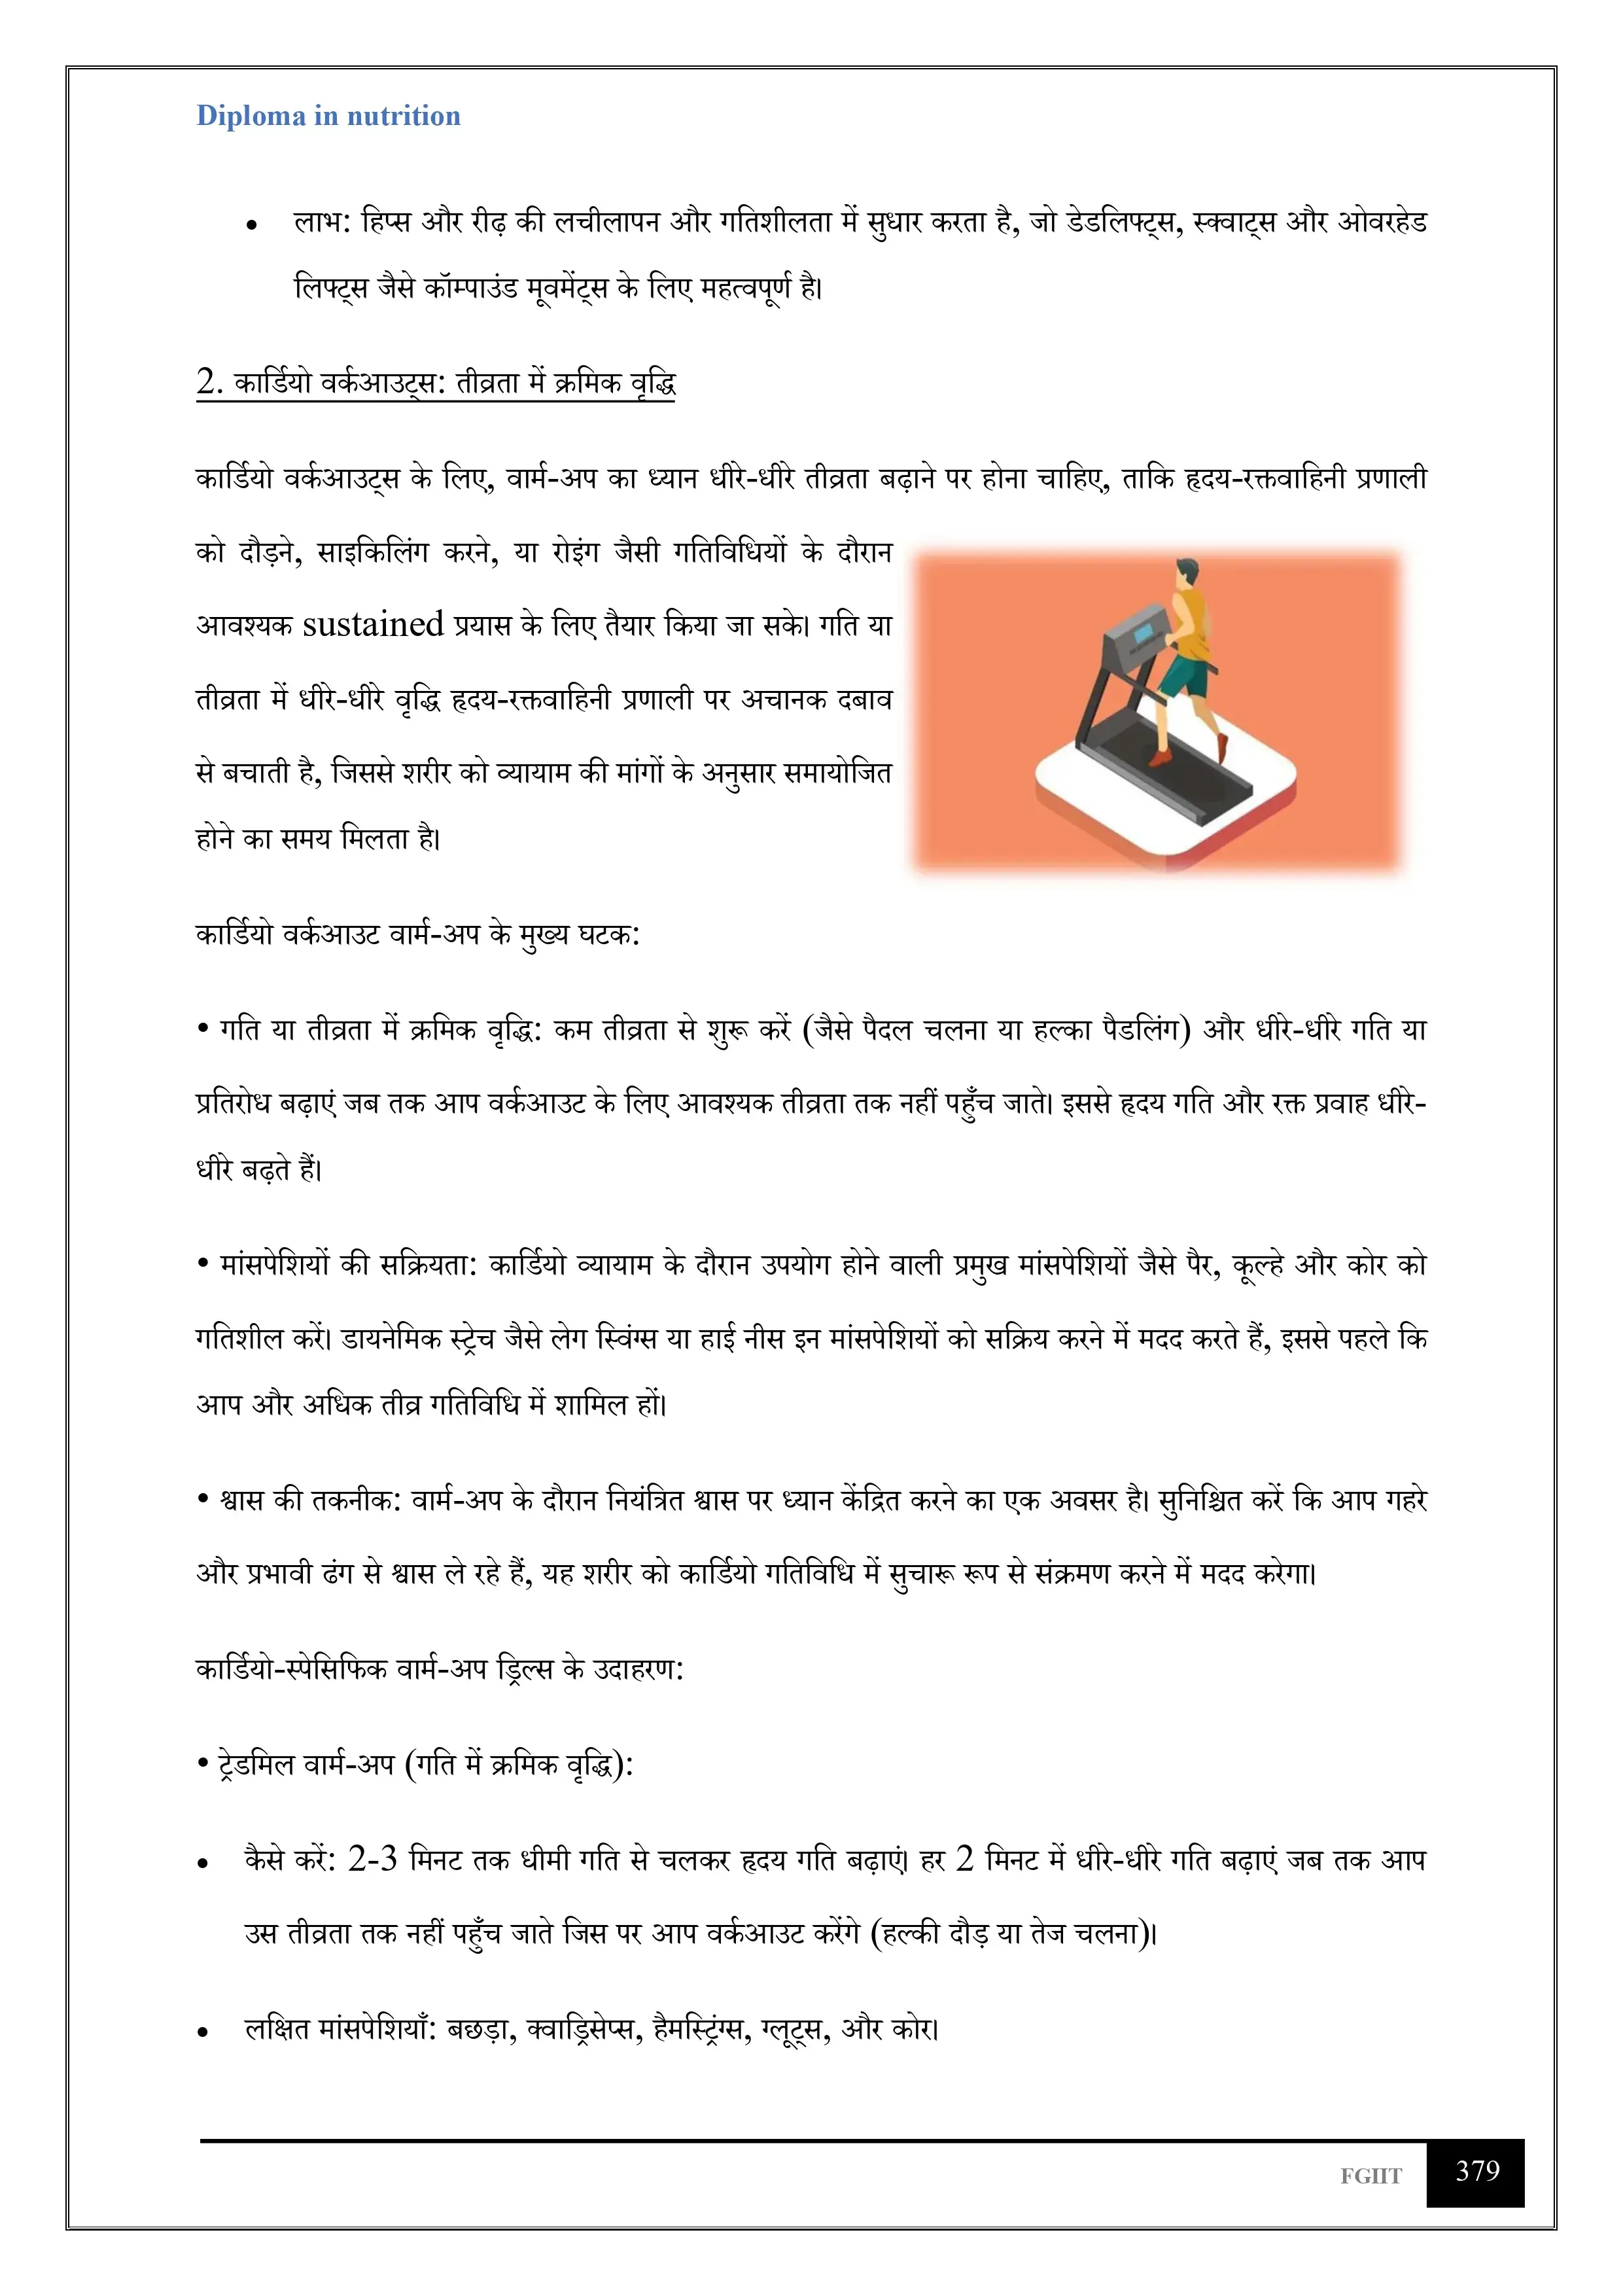 Diploma in nutrition
• लाभ: हिप्स और रीढ़ की लचीलापन और गतिशीलता में सुधार करता है, जो डेडलिफ्ट्स, स्क्वाट्स और ओवरहेड
लिफ्ट्स जैसे कॉम्पाउंड मूवमेंट्स के लिए महत्वपूर्ण है।
2. कार्डियो वर्कआउट्स: तीव्रता में क्रमिक वृद्धि
कार्डियो वर्कआउट्स के लिए, वार्म-अप का ध्यान धीरे-धीरे तीव्रता बढ़ाने पर होना चाहिए, ताकि हृदय-रक्तवाहिनी प्रणाली
को दौड़ने, साइकिलिंग करने, या रोइंग जैसी गतिविधियों के दौरान
आवश्यक sustained प्रयास के लिए तैयार किया जा सके। गति या
तीव्रता में धीरे-धीरे वृद्धि हृदय-रक्तवाहिनी प्रणाली पर अचानक दबाव
से बचाती है, जिससे शरीर को व्यायाम की मांगों के अनुसार समायोजित
होने का समय मिलता है।
कार्डियो वर्कआउट वार्म-अप के मुख्य घटक:
• गति या तीव्रता में क्रमिक वृद्धि: कम तीव्रता से शुरू करें (जैसे पैदल चलना या हल्का पैडलिंग) और धीरे-धीरे गति या
प्रतिरोध बढ़ाएं जब तक आप वर्कआउट के लिए आवश्यक तीव्रता तक नहीं पहुँच जाते। इससे हृदय गति और रक्त प्रवाह धीरे-
धीरे बढ़ते हैं।
• मांसपेशियों की सक्रियता: कार्डियो व्यायाम के दौरान उपयोग होने वाली प्रमुख मांसपेशियों जैसे पैर, कूल्हे और कोर को
गतिशील करें। डायनेमिक स्ट्रेच जैसे लेग स्विंग्स या हाई नीस इन मांसपेशियों को सक्रिय करने में मदद करते हैं, इससे पहले कि
आप और अधिक तीव्र गतिविधि में शामिल हों।
• श्वास की तकनीक: वार्म-अप के दौरान नियंत्रित श्वास पर ध्यान केंद्रित करने का एक अवसर है। सुनिश्चित करें कि आप गहरे
और प्रभावी ढंग से श्वास ले रहे हैं, यह शरीर को कार्डियो गतिविधि में सुचारू रूप से संक्रमण करने में मदद करेगा।
कार्डियो-स्पेसिफिक वार्म-अप ड्रिल्स के उदाहरण:
• ट्रेडमिल वार्म-अप (गति में क्रमिक वृद्धि):
• कैसे करें: 2-3 मिनट तक धीमी गति से चलकर हृदय गति बढ़ाएं। हर 2 मिनट में धीरे-धीरे गति बढ़ाएं जब तक आप
उस तीव्रता तक नहीं पहुँच जाते जिस पर आप वर्कआउट करेंगे (हल्की दौड़ या तेज चलना)।
• लक्षित मांसपेशियाँ: बछड़ा, क्वाड्रिसेप्स, हैमस्ट्रिंग्स, ग्लूट्स, और कोर।
FGIIT 379